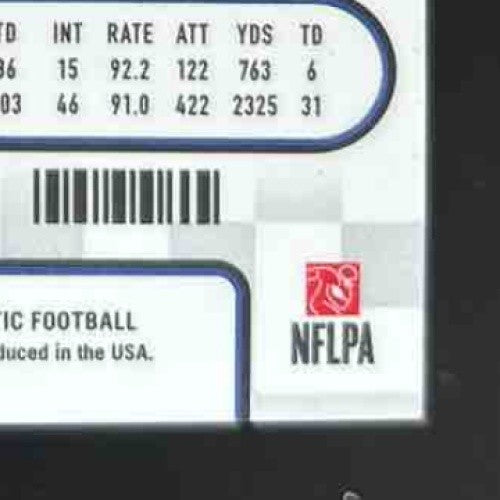 TD INT RATE ATT YDS TD
36 15 92.2 122 763 6
03 46 91.0 422 2325 31
TIC FOOTBALL
duced in the USA.
NFLPA